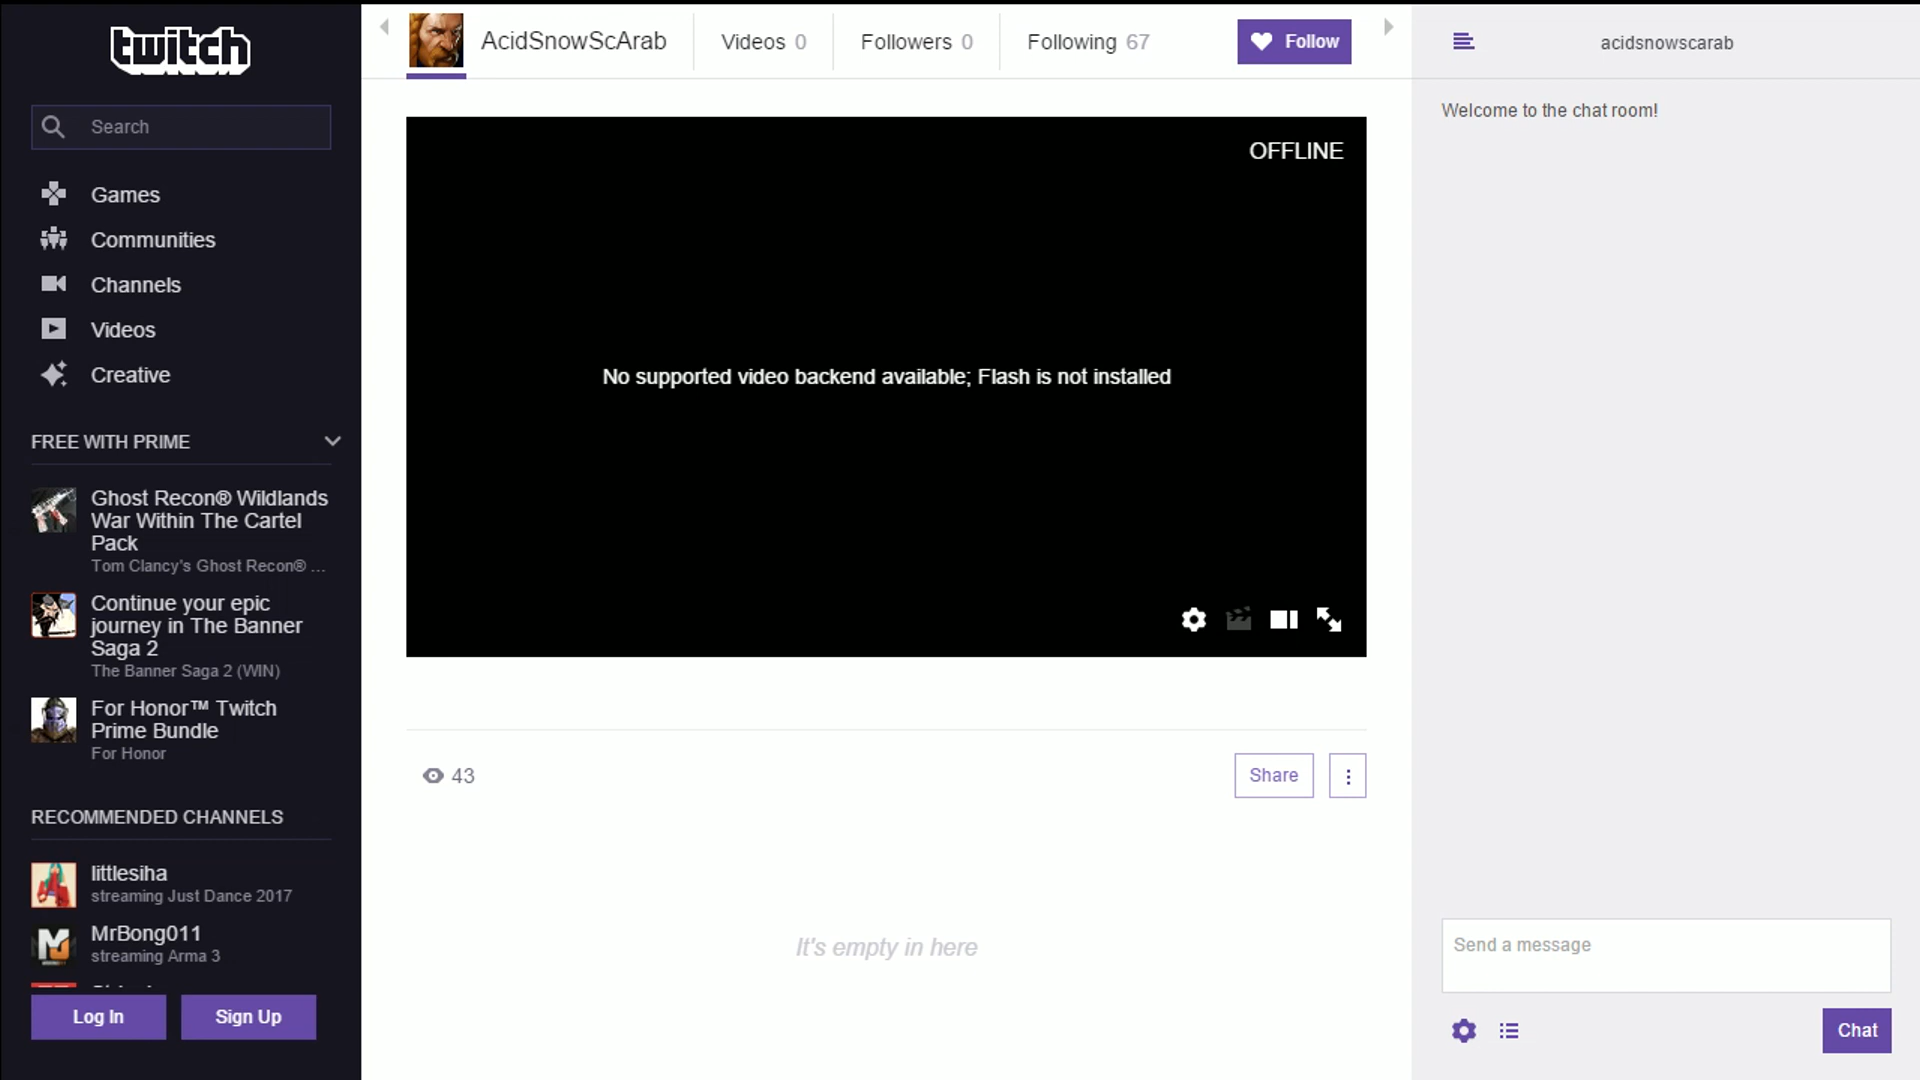 twitch
Search
Games
Communities
Channels
Videos
Creative
FREE WITH PRIME
Ghost Recon® Wildlands
War Within The Cartel
Pack
Tom Clancy's Ghost Recon® ...
Continue your epic
journey in The Banner
Saga 2
The Banner Saga 2 (WIN)
For Honor™ Twitch
Prime Bundle
For Honor
RECOMMENDED CHANNELS
littlesiha
streaming Just Dance 2017
MrBong011
streaming Arma 3
Log In
Sign Up
AcidSnowScArab
Videos 0
Followers 0
Following 67
Follow
OFFLINE
No supported video backend available; Flash is not installed
43
Share
It's empty in here
acidsnowscarab
Welcome to the chat room!
Send a message
Chat